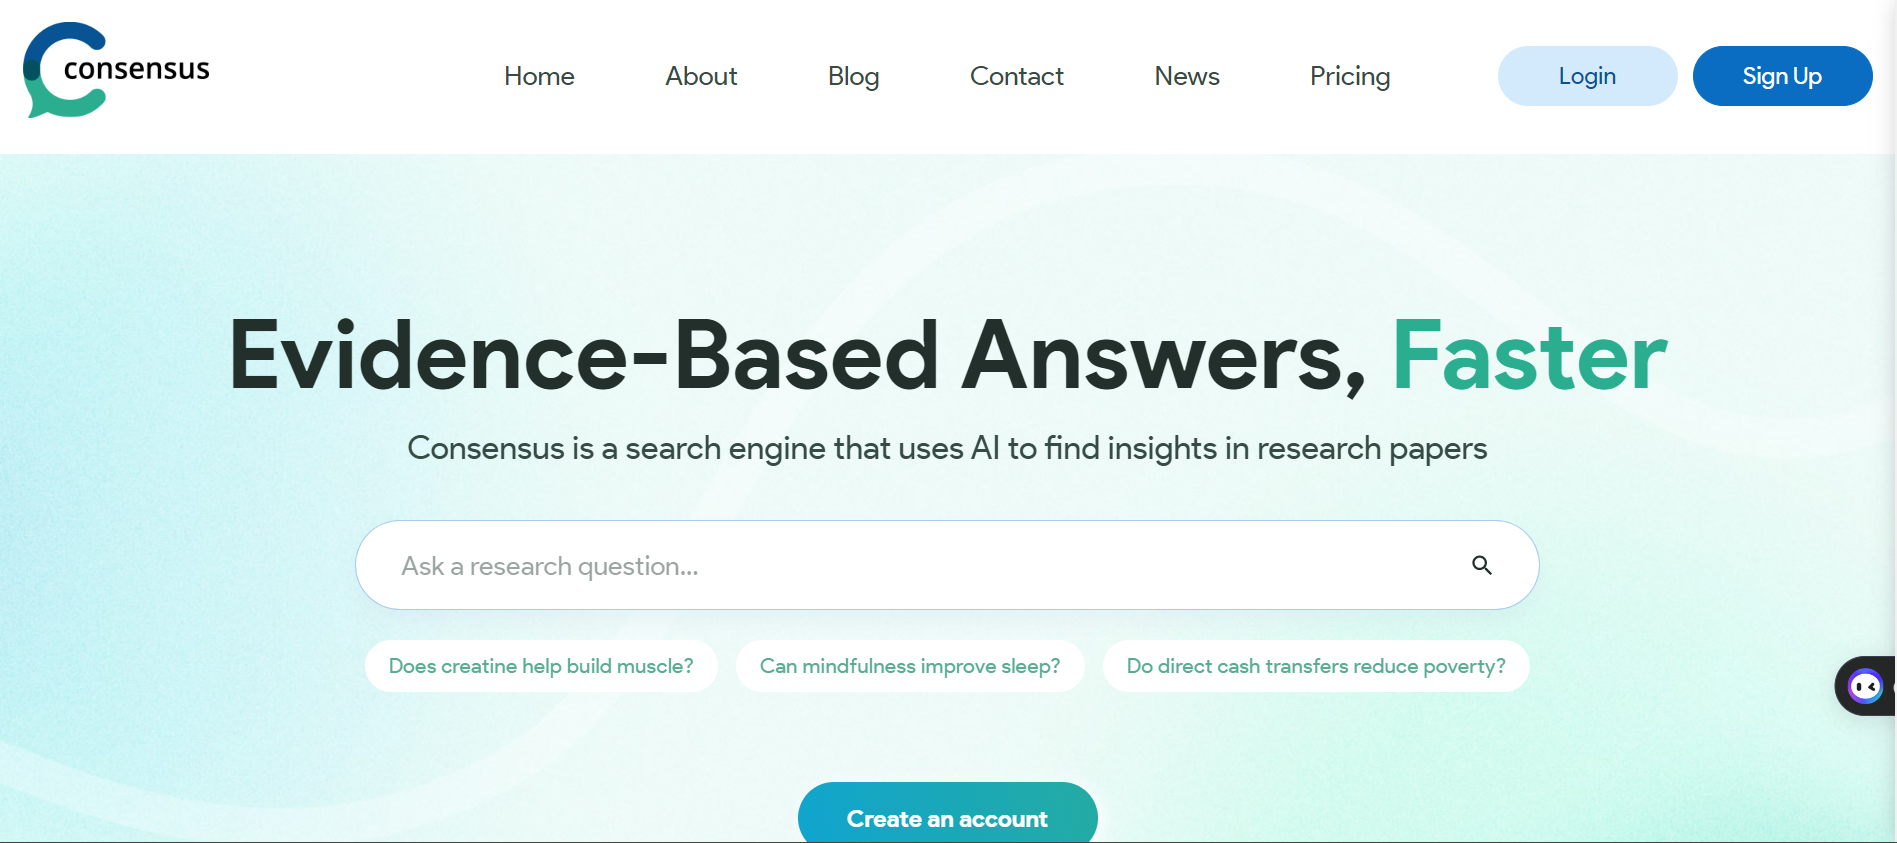 consensus
Home About Blog Contact News Pricing Login Sign Up
Evidence-Based Answers, Faster
Consensus is a search engine that uses AI to find insights in research papers
Ask a research question...
Does creatine help build muscle? Can mindfulness improve sleep? Do direct cash transfers reduce poverty?
Create an account